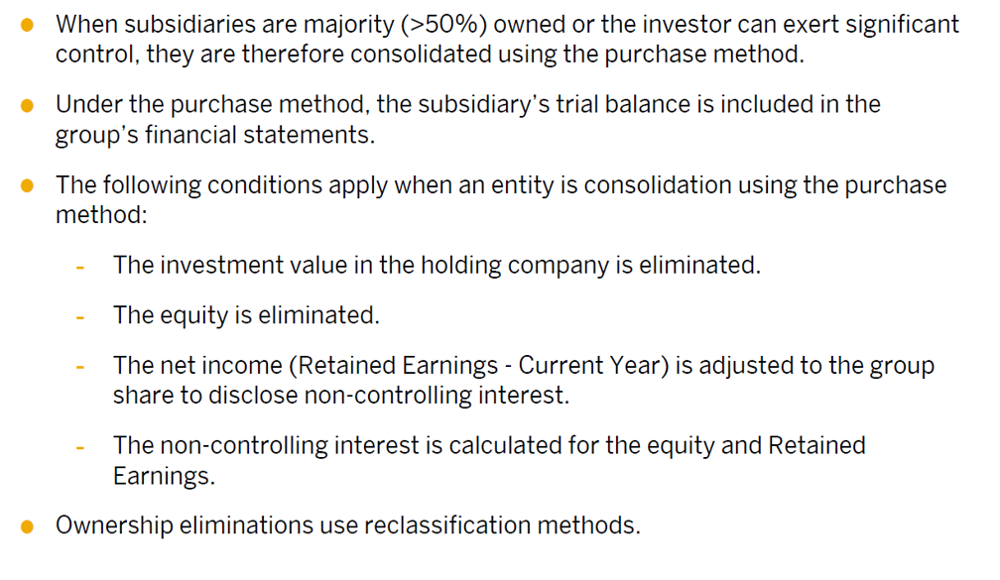 ● When subsidiaries are majority (>50%) owned or the investor can exert significant
control, they are therefore consolidated using the purchase method.
● Under the purchase method, the subsidiary’s trial balance is included in the
group’s financial statements.
● The following conditions apply when an entity is consolidation using the purchase
method:
- The investment value in the holding company is eliminated.
- The equity is eliminated.
- The net income (Retained Earnings - Current Year) is adjusted to the group
share to disclose non-controlling interest.
- The non-controlling interest is calculated for the equity and Retained
Earnings.
● Ownership eliminations use reclassification methods.